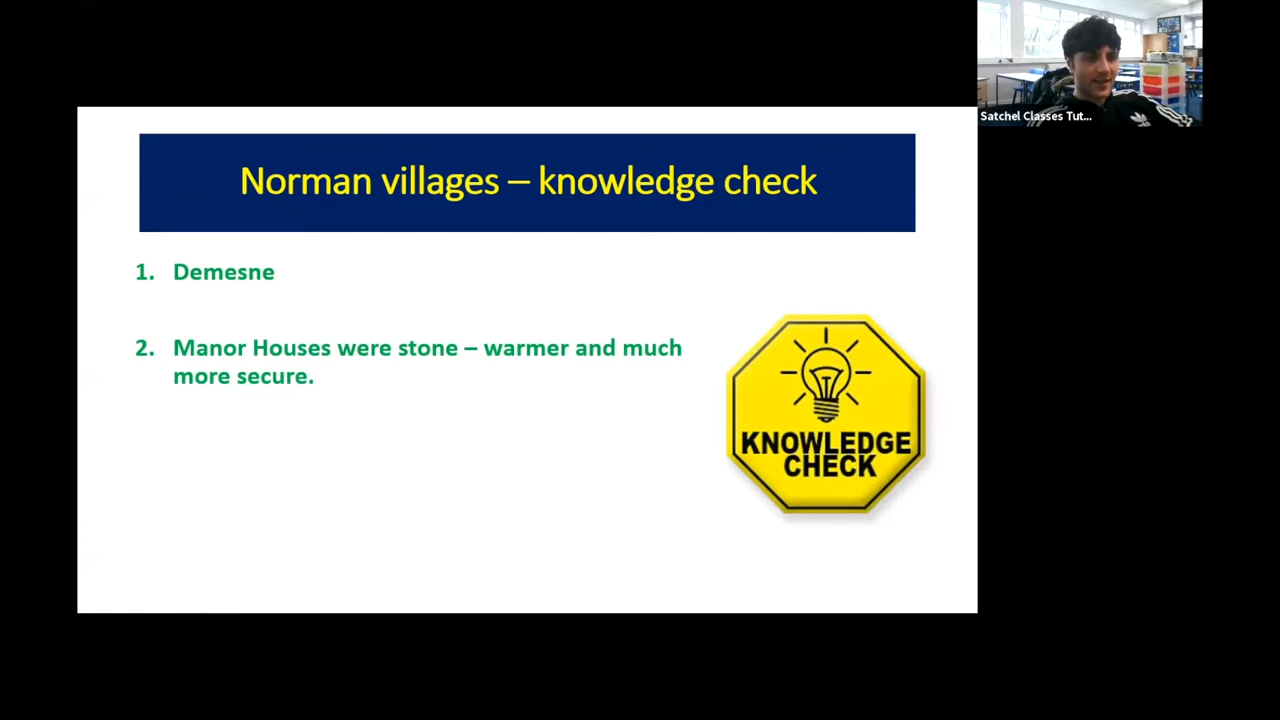 Satchel Classes Tut...
Norman villages – knowledge check
1. Demesne
2. Manor Houses were stone – warmer and much
more secure.
KNOWLEDGE
CHECK